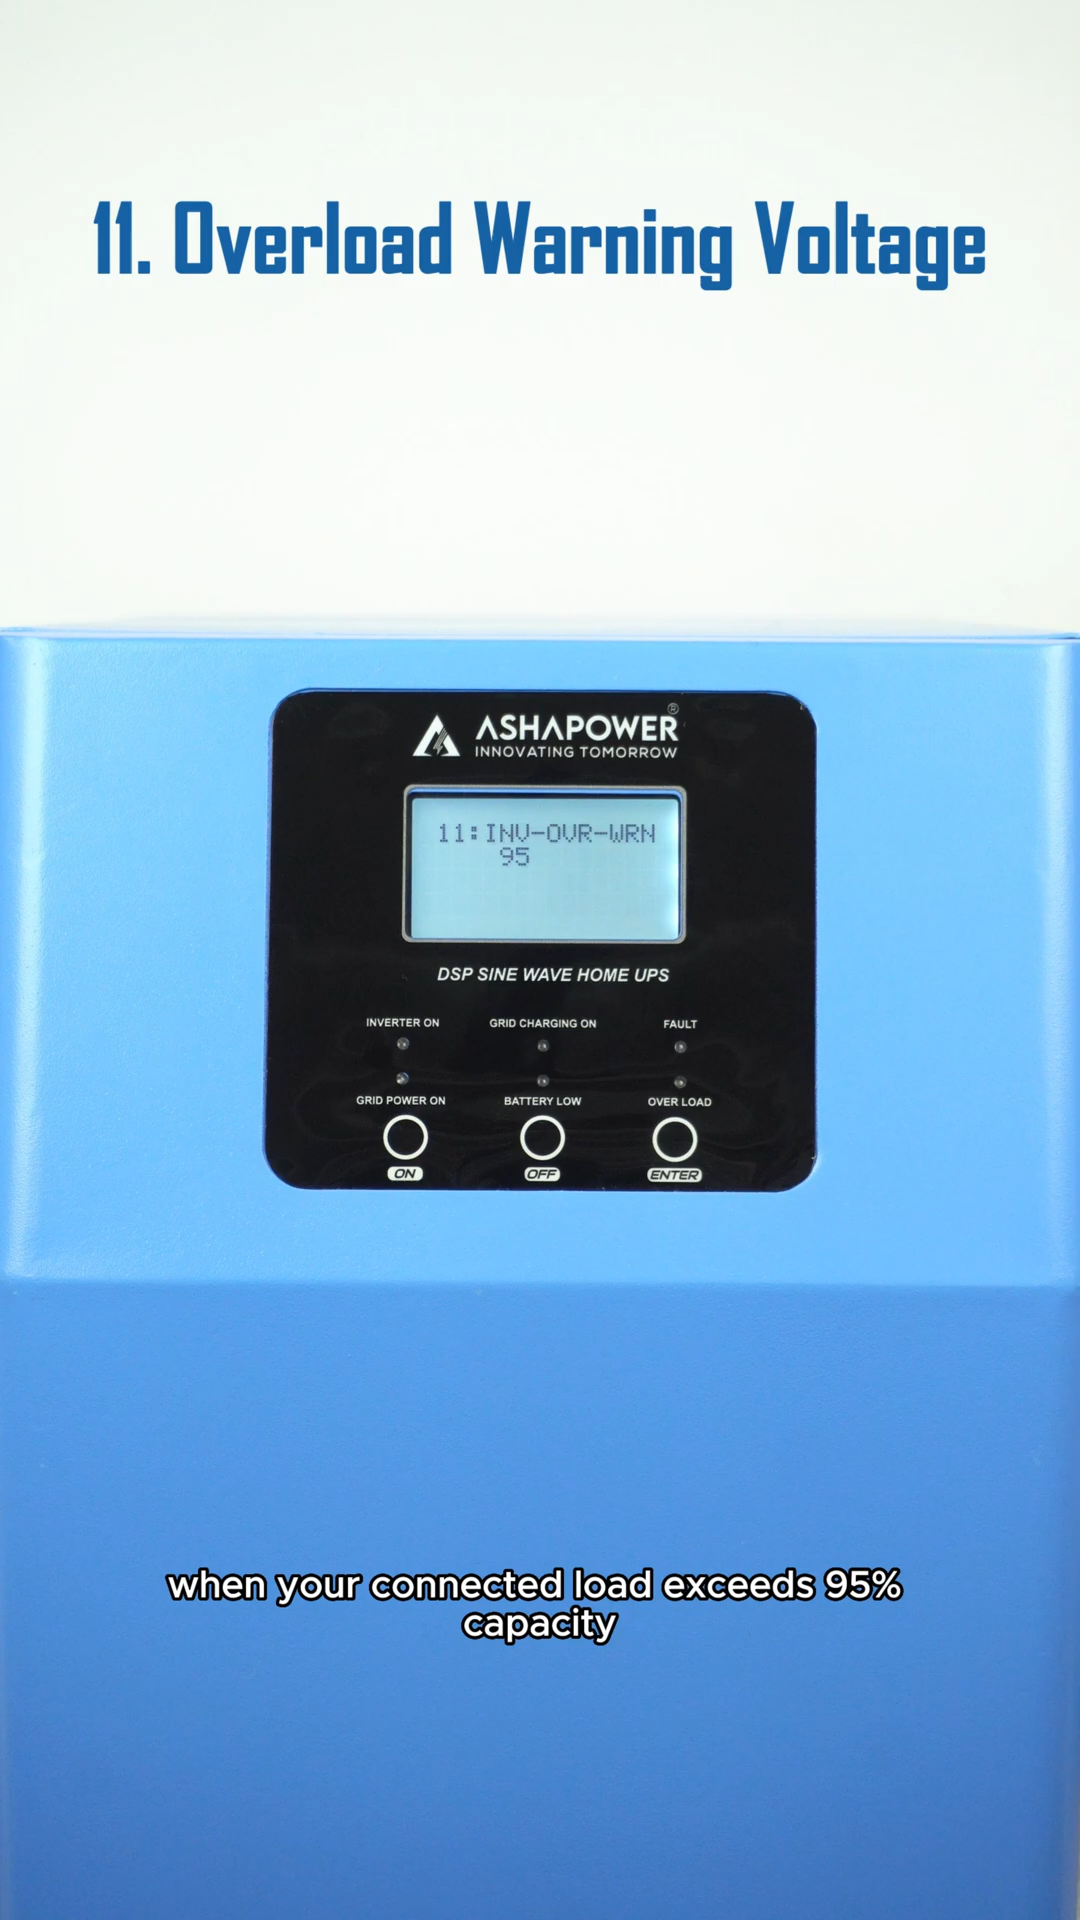 11. Overload Warning Voltage
ASHAPOWER®
INNOVATING TOMORROW
11:INV-OVR-WRN
95
DSP SINE WAVE HOME UPS
INVERTER ON GRID CHARGING ON FAULT
GRID POWER ON BATTERY LOW OVER LOAD
ON OFF ENTER
when your connected load exceeds 95%
capacity